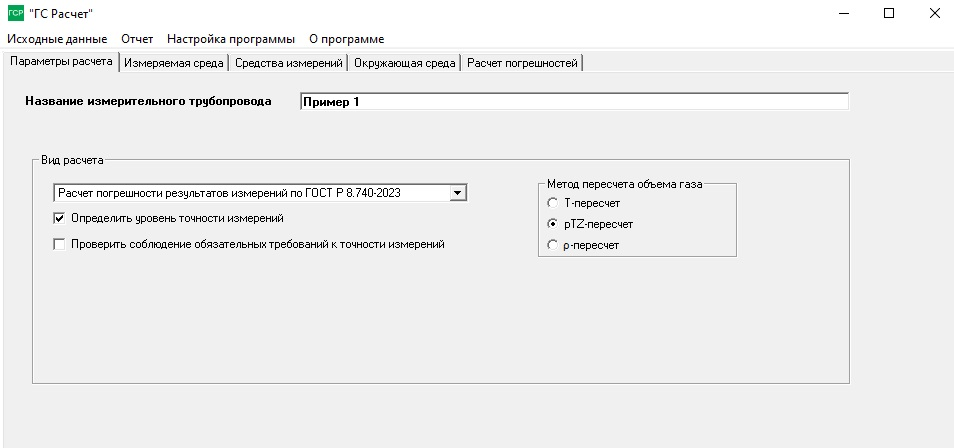 ГСР "ГС Расчет"
Исходные данные Отчет Настройка программы О программе
Параметры расчета Измеряемая среда Средства измерений Окружающая среда Расчет погрешностей
Название измерительного трубопровода Пример 1
Вид расчета
Расчет погрешности результатов измерений по ГОСТ Р 8.740-2023
Определить уровень точности измерений
Проверить соблюдение обязательных требований к точности измерений
Метод пересчета объема газа
Т-пересчет
pTZ-пересчет
ρ-пересчет